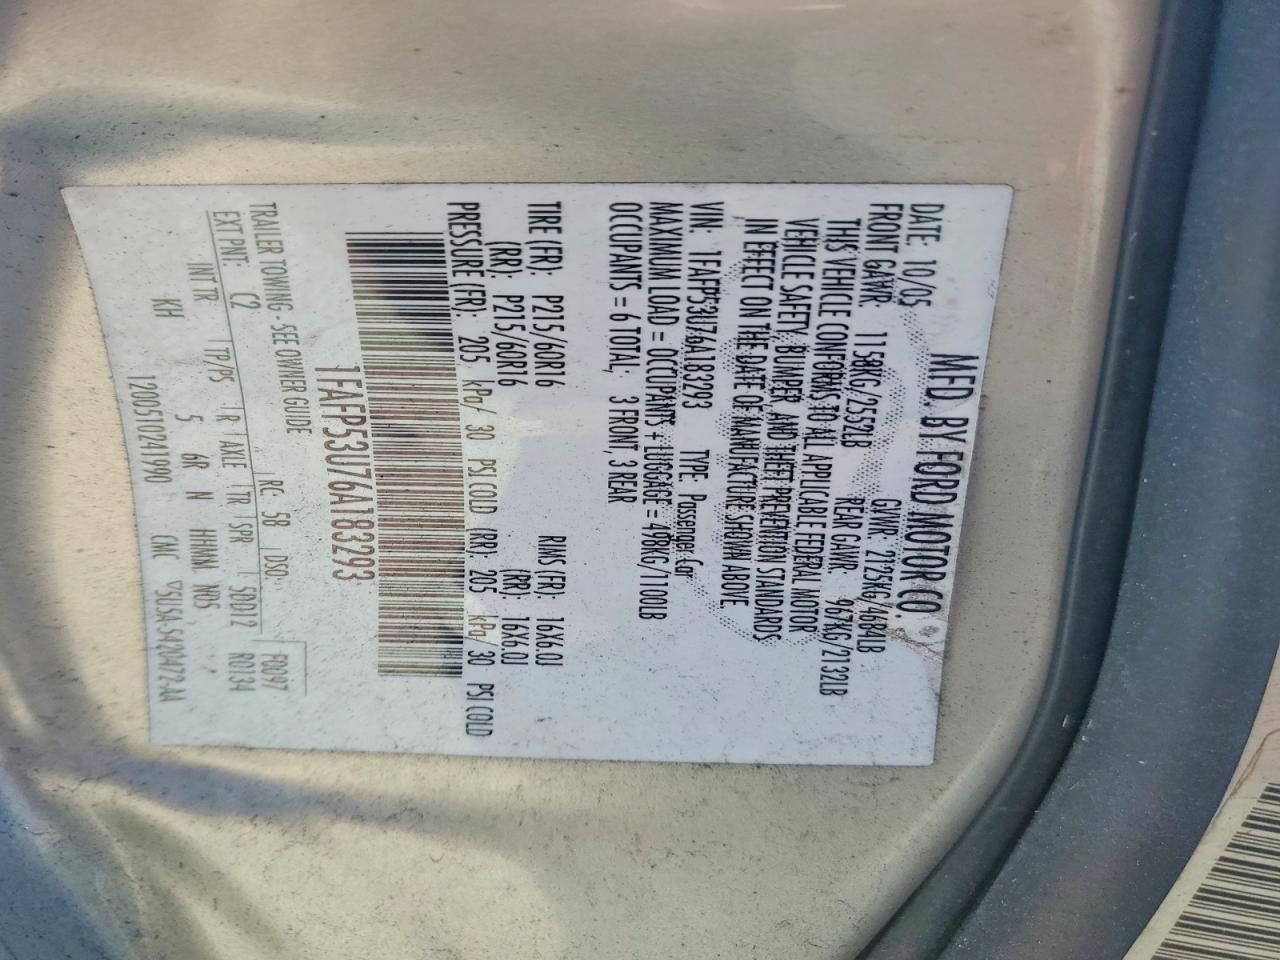 MFD. BY FORD MOTOR CO.
DATE: 10/05 GVWR: 2125KG/4684LB
FRONT GAWR: 1158KG/2552LB REAR GAWR: 967KG/2132LB
THIS VEHICLE CONFORMS TO ALL APPLICABLE FEDERAL MOTOR
VEHICLE SAFETY, BUMPER, AND THEFT PREVENTION STANDARDS
IN EFFECT ON THE DATE OF MANUFACTURE SHOWN ABOVE.
VIN: 1FAFP53U76A183293 TYPE: Passenger Car
MAXIMUM LOAD = OCCUPANTS + LUGGAGE = 498KG/1100LB
OCCUPANTS = 6 TOTAL, 3 FRONT, 3 REAR
TIRE (FR): P215/60R16 RIMS (FR): 16X6.0J
(RR): P215/60R16 (RR): 16X6.0J
PRESSURE (FR): 205 kPa/ 30 PSI COLD (RR): 205 kPa/ 30 PSI COLD
1FAFP53U76A183293
TRAILER TOWING - SEE OWNER GUIDE
EXT PNT: C2 RC: 58 DSO: F0097
INT TR TP/PS R AXLE TR SPR SDD12 R0134
KH 5 6R N HHMM ND5
1200510241990 CMC ▽5L5A 5420472-AA